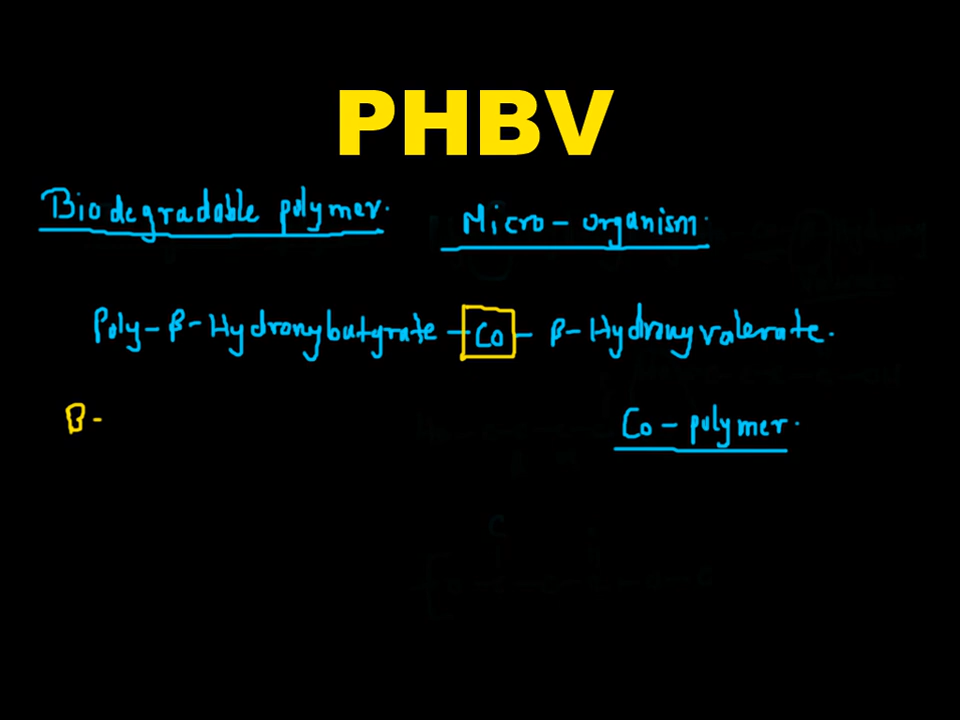 PHBV
Biodegradable polymer.
Micro-organism.
Poly-β-Hydroxybutyrate-Co-β-Hydroxyvalerate.
β-
Co-polymer.